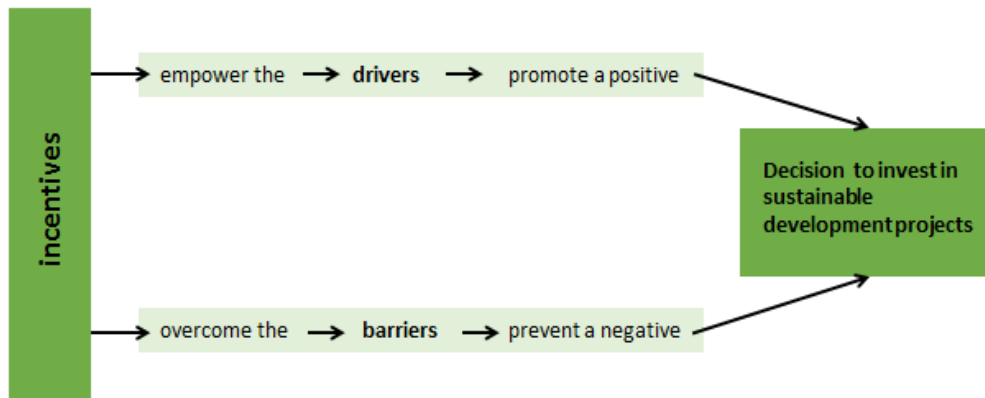 incentives
empower the drivers promote a positive
Decision to invest in
sustainable
development projects
overcome the barriers prevent a negative